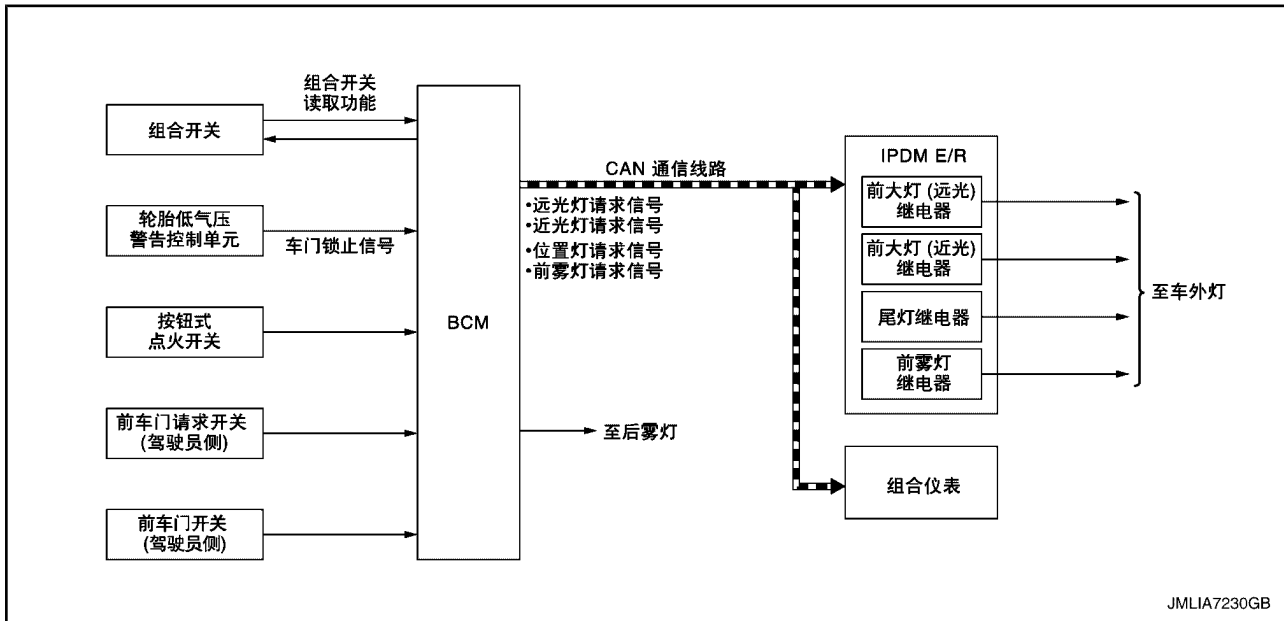 组合开关
读取功能
组合开关
轮胎低气压
警告控制单元
车门锁止信号
按钮式
点火开关
前车门请求开关
(驾驶员侧)
前车门开关
(驾驶员侧)
BCM
CAN 通信线路
•远光灯请求信号
•近光灯请求信号
•位置灯请求信号
•前雾灯请求信号
至后雾灯
IPDM E/R
前大灯 (远光)
继电器
前大灯 (近光)
继电器
尾灯继电器
前雾灯
继电器
至车外灯
组合仪表
JMLIA7230GB